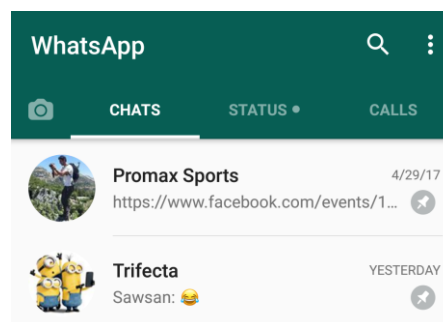 WhatsApp
CHATS STATUS CALLS
Promax Sports 4/29/17
https://www.facebook.com/events/1...
Trifecta YESTERDAY
Sawsan: 😂